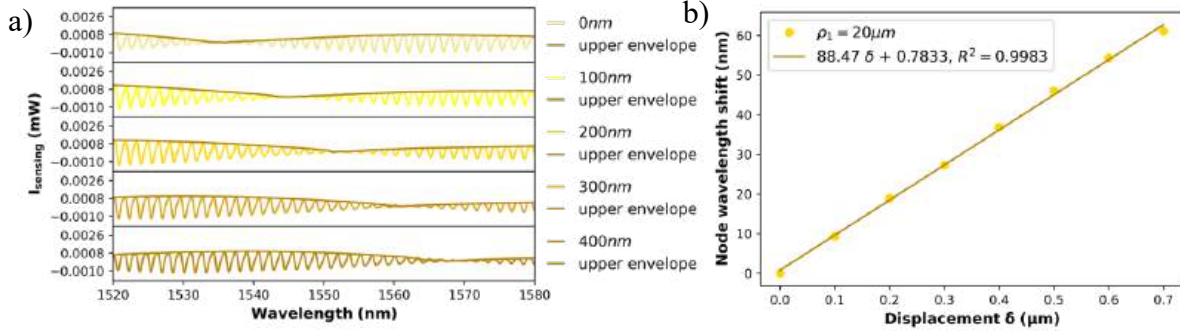 a)
0.0026
0.0008
−0.0010
0.0026
0.0008
−0.0010
0.0026
0.0008
−0.0010
0.0026
0.0008
−0.0010
0.0026
0.0008
−0.0010
I_sensing (mW)
1520 1530 1540 1550 1560 1570 1580
Wavelength (nm)
0nm
upper envelope
100nm
upper envelope
200nm
upper envelope
300nm
upper envelope
400nm
upper envelope
b)
ρ₁ = 20μm
88.47 δ + 0.7833, R² = 0.9983
60
50
40
30
20
10
0
Node wavelength shift (nm)
0.0 0.1 0.2 0.3 0.4 0.5 0.6 0.7
Displacement δ (μm)